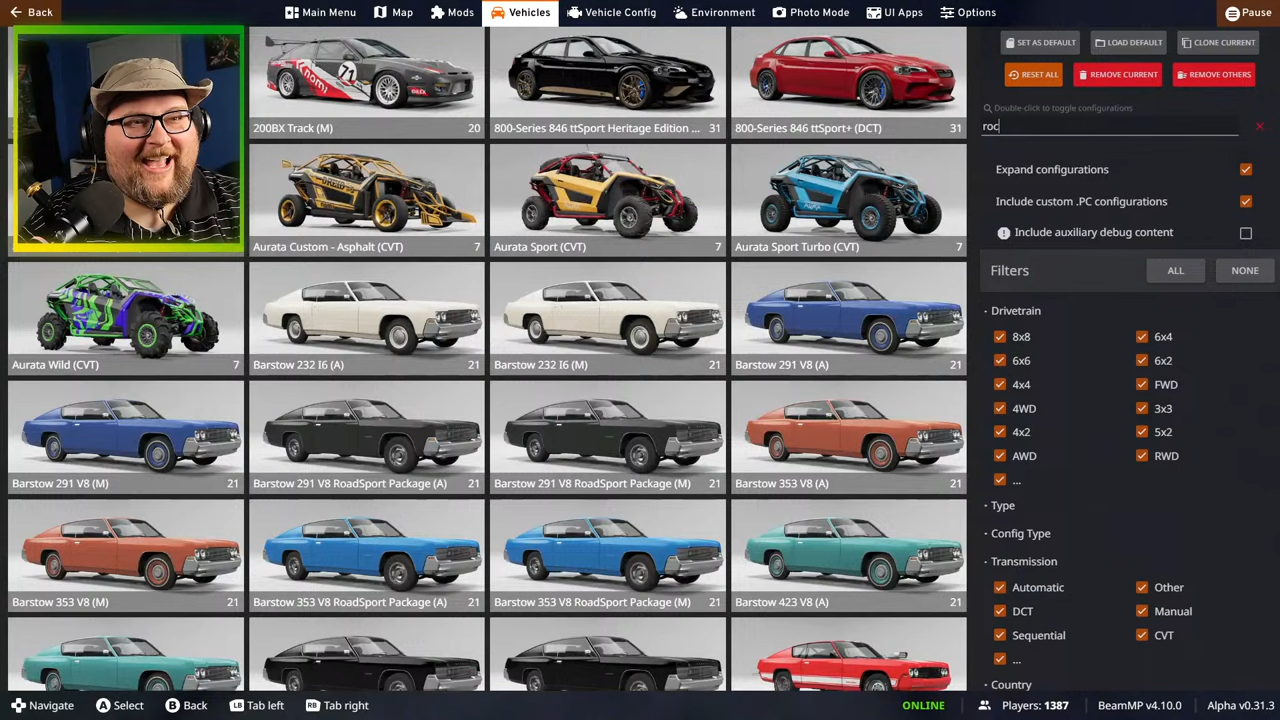 Back
Main Menu
Map
Mods
Vehicles
Vehicle Config
Environment
Photo Mode
UI Apps
Options
Pause
200BX Track (M) 20
800-Series 846 ttSport Heritage Edition ... 31
800-Series 846 ttSport+ (DCT) 31
Aurata Custom - Asphalt (CVT) 7
Aurata Sport (CVT) 7
Aurata Sport Turbo (CVT) 7
Aurata Wild (CVT) 7
Barstow 232 I6 (A) 21
Barstow 232 I6 (M) 21
Barstow 291 V8 (A) 21
Barstow 291 V8 (M) 21
Barstow 291 V8 RoadSport Package (A) 21
Barstow 291 V8 RoadSport Package (M) 21
Barstow 353 V8 (A) 21
Barstow 353 V8 (M) 21
Barstow 353 V8 RoadSport Package (A) 21
Barstow 353 V8 RoadSport Package (M) 21
Barstow 423 V8 (A) 21
SET AS DEFAULT
LOAD DEFAULT
CLONE CURRENT
RESET ALL
REMOVE CURRENT
REMOVE OTHERS
Double-click to toggle configurations
roc
Expand configurations
Include custom .PC configurations
Include auxiliary debug content
Filters
ALL
NONE
- Drivetrain
8x8
6x4
6x6
6x2
4x4
FWD
4WD
3x3
4x2
5x2
AWD
RWD
...
- Type
- Config Type
- Transmission
Automatic
Other
DCT
Manual
Sequential
CVT
...
- Country
Navigate
A Select
B Back
LB Tab left
RB Tab right
ONLINE
Players: 1387
BeamMP v4.10.0
Alpha v0.31.3